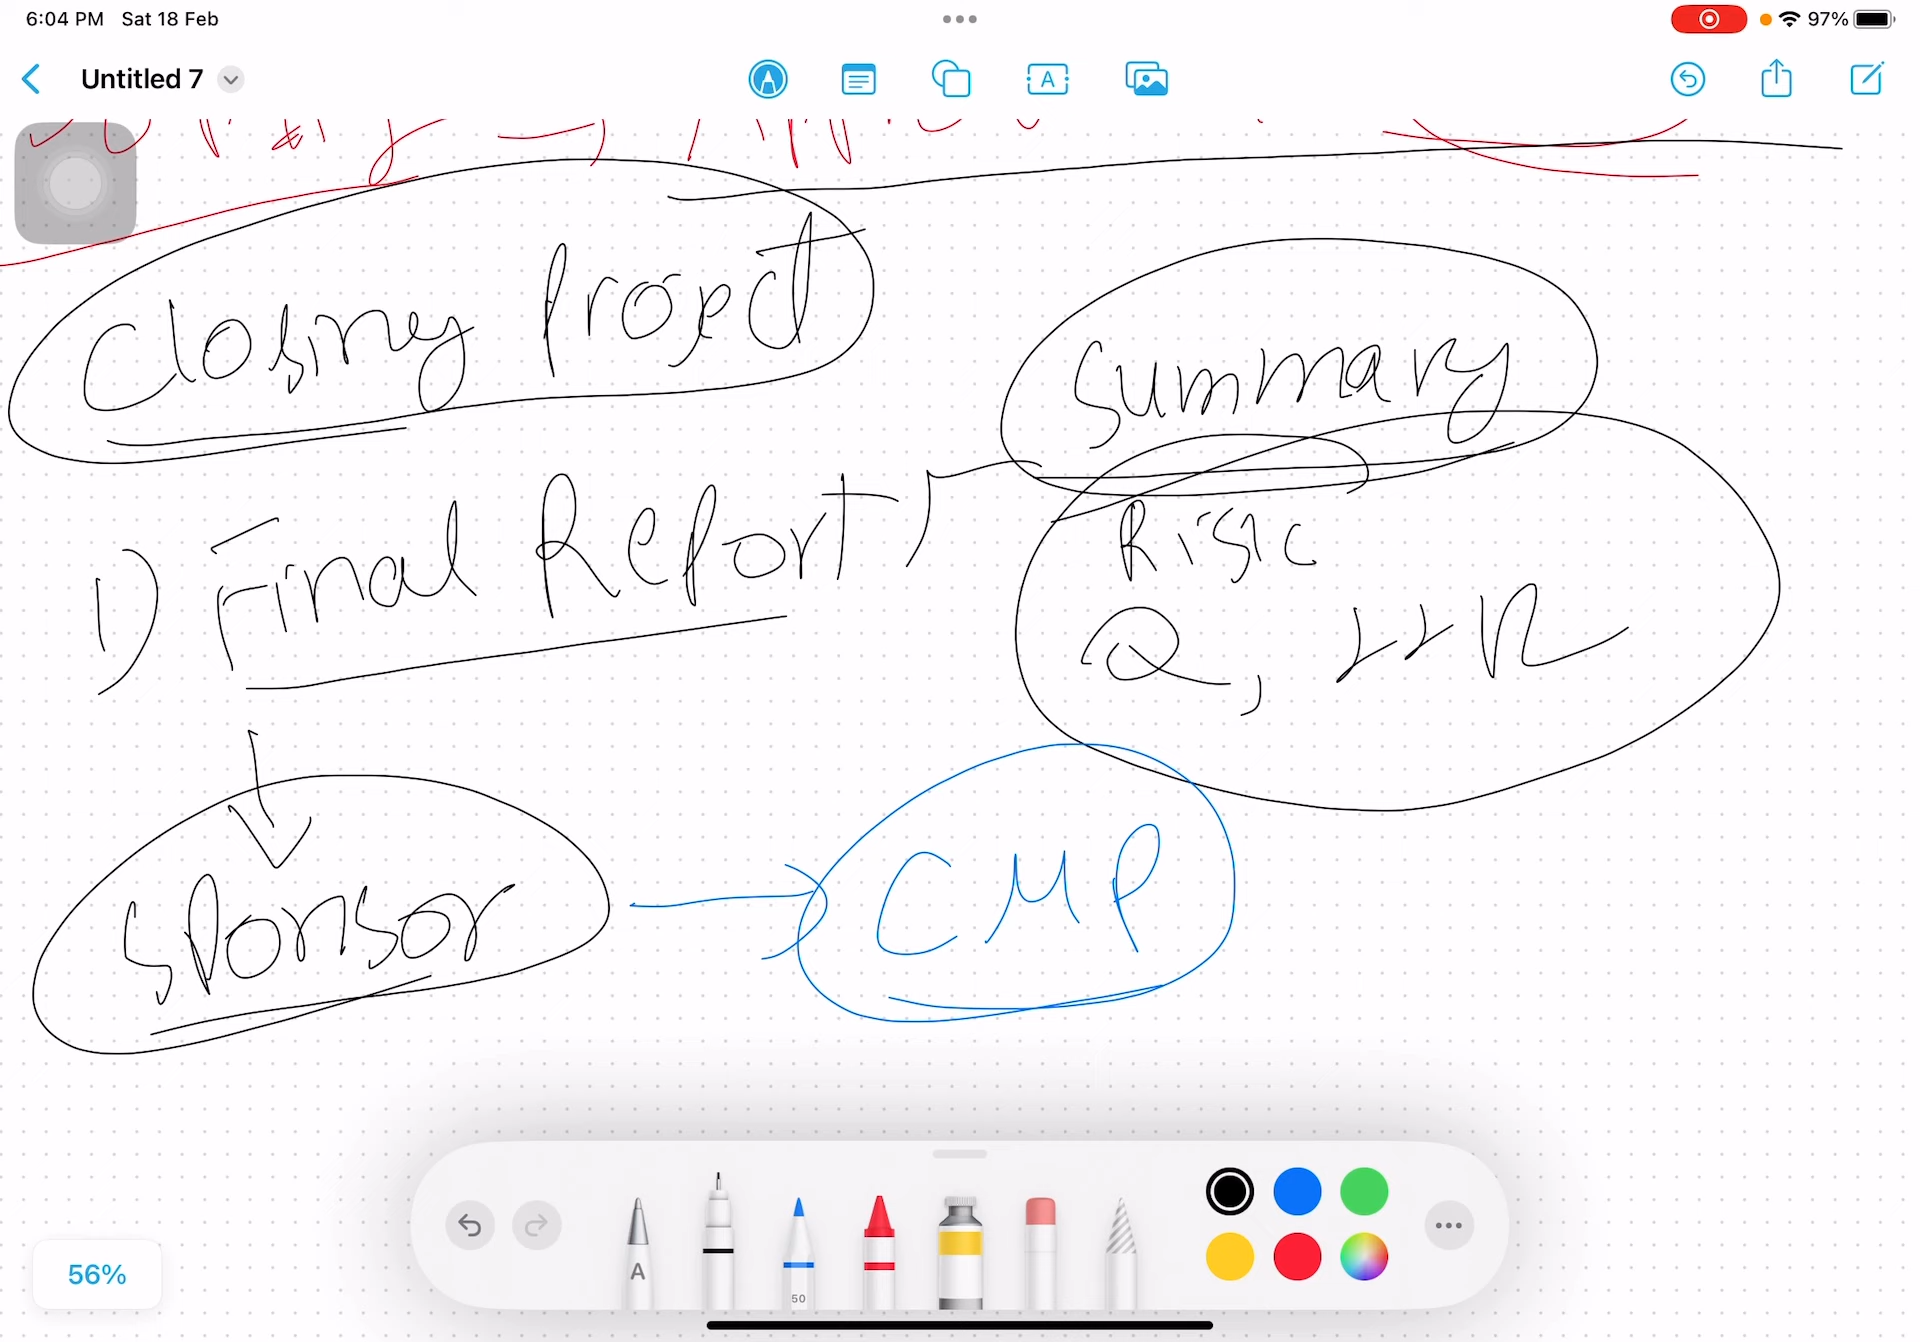 6:04 PM Sat 18 Feb
97%
Untitled 7
A
Closing Project
Summary
1) Final Report
Risk
Q, LLR
Sponsor
CMP
A
50
56%